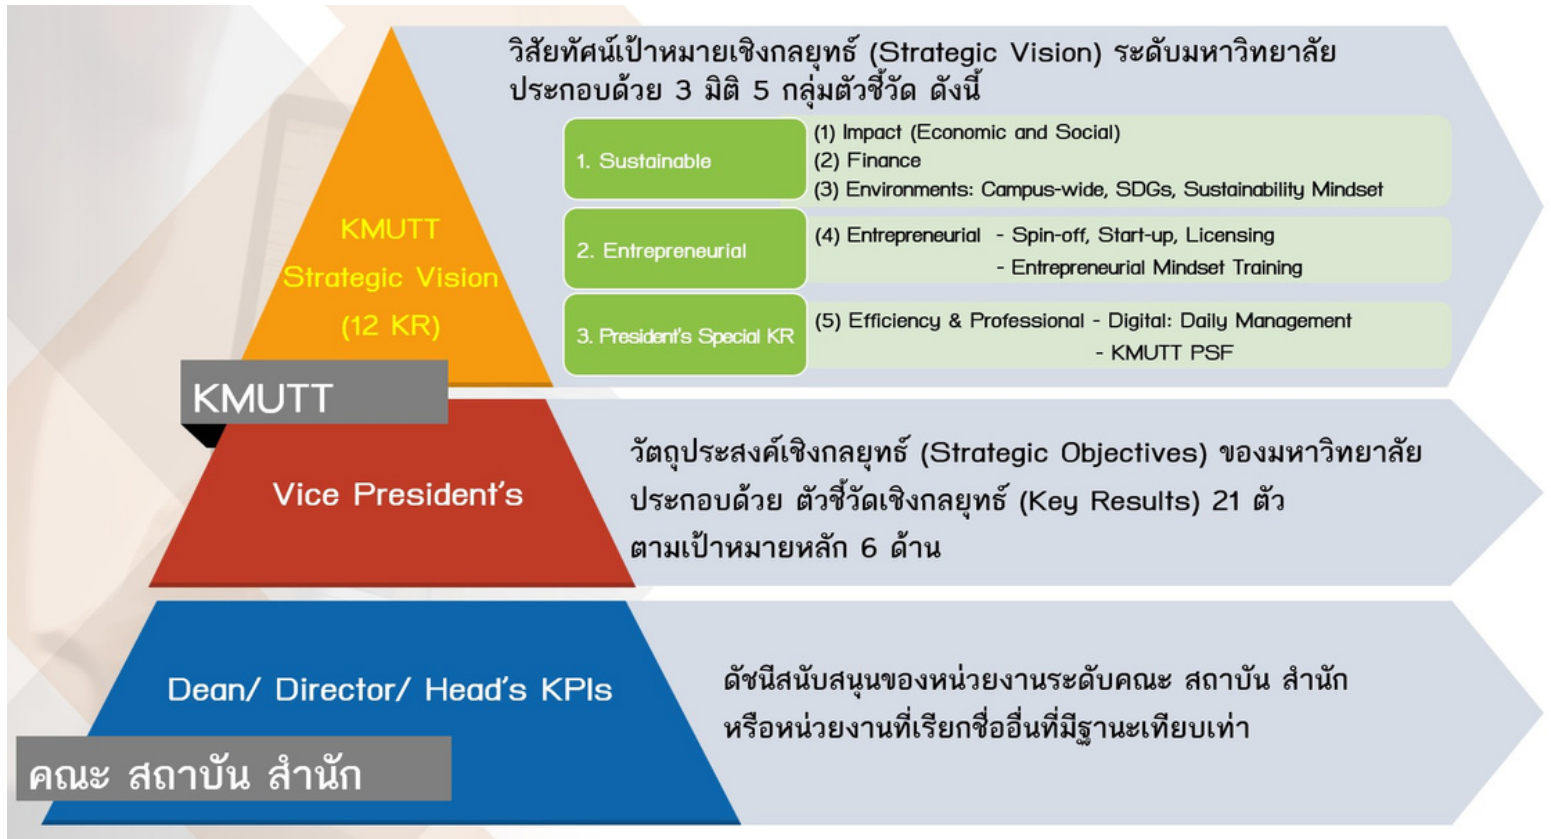 วิสัยทัศน์เป้าหมายเชิงกลยุทธ์ (Strategic Vision) ระดับมหาวิทยาลัย
ประกอบด้วย 3 มิติ 5 กลุ่มตัวชี้วัด ดังนี้
1. Sustainable
(1) Impact (Economic and Social)
(2) Finance
(3) Environments: Campus-wide, SDGs, Sustainability Mindset
2. Entrepreneurial
(4) Entrepreneurial - Spin-off, Start-up, Licensing
- Entrepreneurial Mindset Training
3. President's Special KR
(5) Efficiency & Professional - Digital: Daily Management
- KMUTT PSF
KMUTT
Strategic Vision
(12 KR)
KMUTT
Vice President's
วัตถุประสงค์เชิงกลยุทธ์ (Strategic Objectives) ของมหาวิทยาลัย
ประกอบด้วย ตัวชี้วัดเชิงกลยุทธ์ (Key Results) 21 ตัว
ตามเป้าหมายหลัก 6 ด้าน
Dean/ Director/ Head's KPIs
ดัชนีสนับสนุนของหน่วยงานระดับคณะ สถาบัน สำนัก
หรือหน่วยงานที่เรียกชื่ออื่นที่มีฐานะเทียบเท่า
คณะ สถาบัน สำนัก